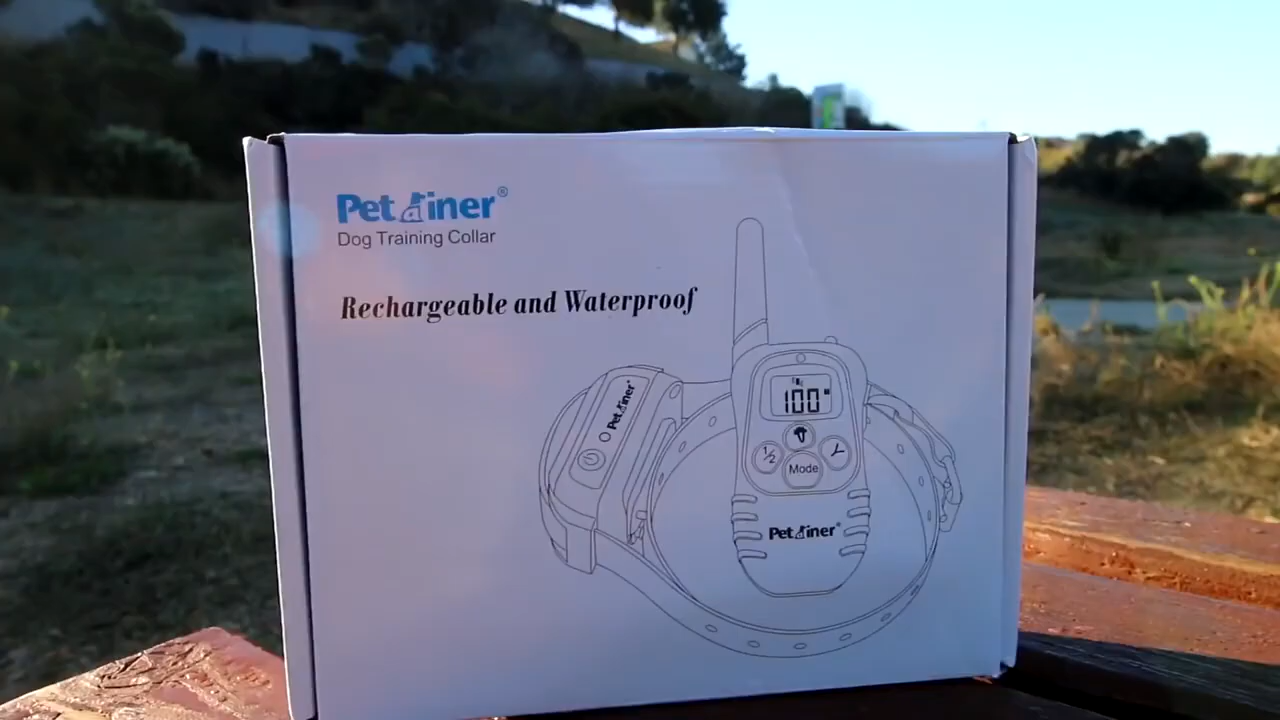 Petainer®
Dog Training Collar
Rechargeable and Waterproof
Petainer®
100
1/2
Mode
Petainer®